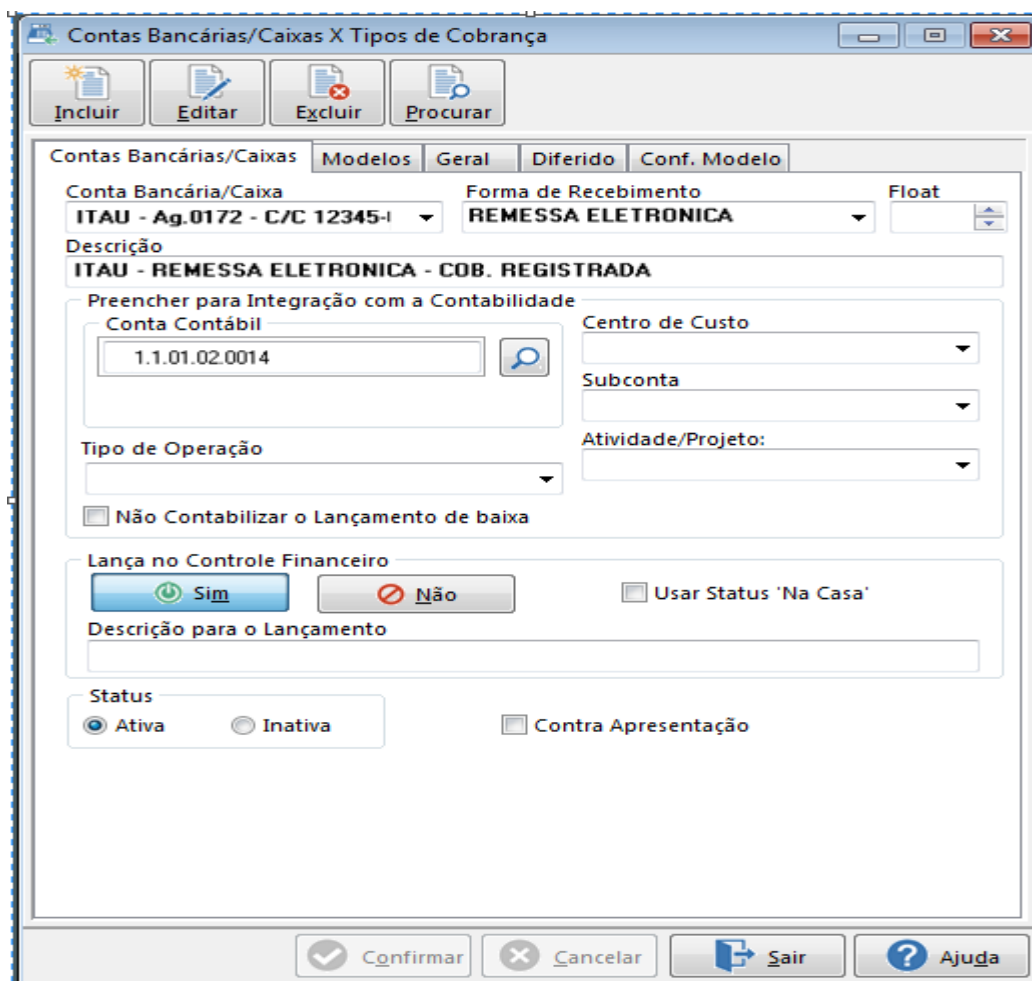 Contas Bancárias/Caixas X Tipos de Cobrança
Incluir Editar Excluir Procurar
Contas Bancárias/Caixas Modelos Geral Diferido Conf. Modelo
Conta Bancária/Caixa Forma de Recebimento Float
ITAU - Ag.0172 - C/C 12345- REMESSA ELETRONICA
Descrição
ITAU - REMESSA ELETRONICA - COB. REGISTRADA
Preencher para Integração com a Contabilidade
Conta Contábil Centro de Custo
1.1.01.02.0014
Subconta
Tipo de Operação Atividade/Projeto:
Não Contabilizar o Lançamento de baixa
Lança no Controle Financeiro
Sim Não Usar Status 'Na Casa'
Descrição para o Lançamento
Status
Ativa Inativa Contra Apresentação
Confirmar Cancelar Sair Ajuda